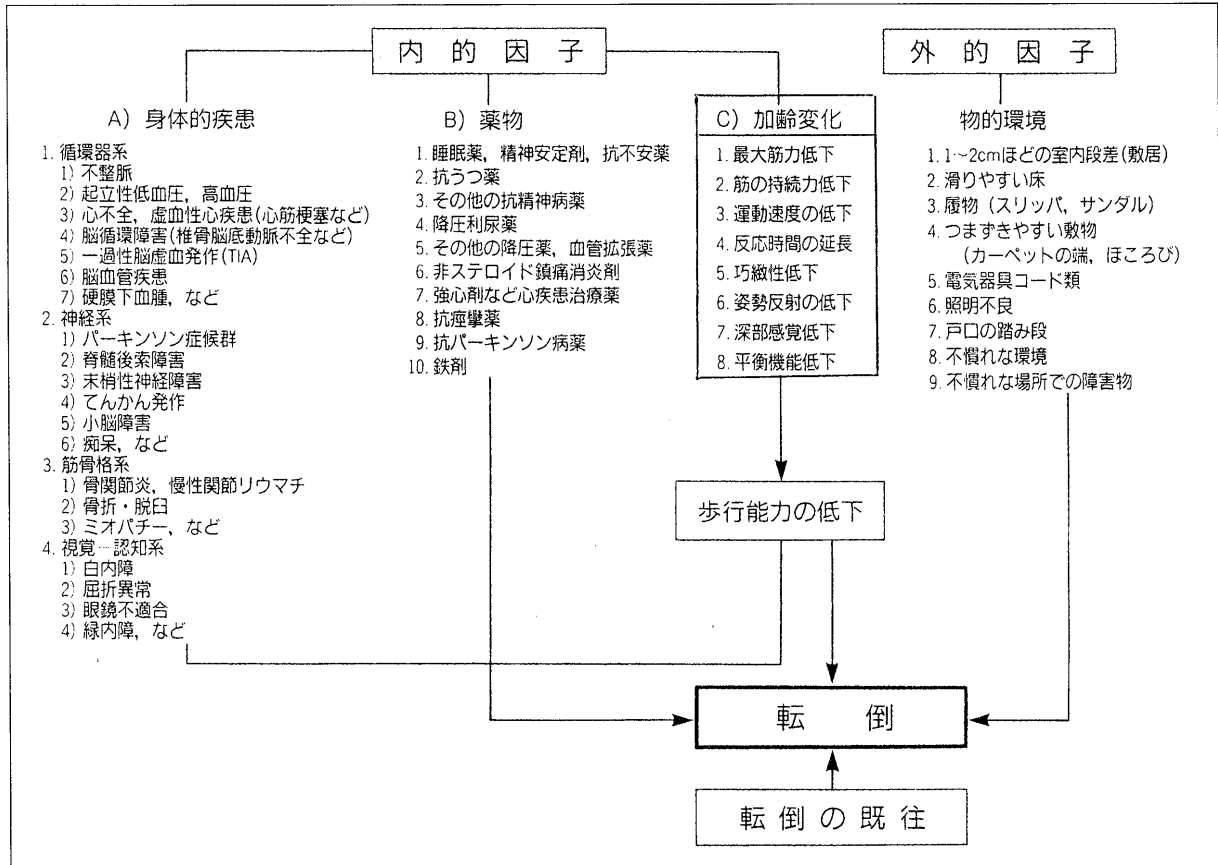 内的因子
外的因子
A）身体的疾患
1. 循環器系
1) 不整脈
2) 起立性低血圧，高血圧
3) 心不全，虚血性心疾患(心筋梗塞など)
4) 脳循環障害(椎骨脳底動脈不全など)
5) 一過性脳虚血発作(TIA)
6) 脳血管疾患
7) 硬膜下血腫，など
2. 神経系
1) パーキンソン症候群
2) 脊髄後索障害
3) 末梢性神経障害
4) てんかん発作
5) 小脳障害
6) 痴呆，など
3. 筋骨格系
1) 骨関節炎，慢性関節リウマチ
2) 骨折・脱臼
3) ミオパチー，など
4. 視覚－認知系
1) 白内障
2) 屈折異常
3) 眼鏡不適合
4) 緑内障，など
B）薬物
1. 睡眠薬，精神安定剤，抗不安薬
2. 抗うつ薬
3. その他の抗精神病薬
4. 降圧利尿薬
5. その他の降圧薬，血管拡張薬
6. 非ステロイド鎮痛消炎剤
7. 強心剤など心疾患治療薬
8. 抗痙攣薬
9. 抗パーキンソン病薬
10. 鉄剤
C）加齢変化
1. 最大筋力低下
2. 筋の持続力低下
3. 運動速度の低下
4. 反応時間の延長
5. 巧緻性低下
6. 姿勢反射の低下
7. 深部感覚低下
8. 平衡機能低下
物的環境
1. 1〜2cmほどの室内段差(敷居)
2. 滑りやすい床
3. 履物（スリッパ，サンダル）
4. つまずきやすい敷物
（カーペットの端，ほころび）
5. 電気器具コード類
6. 照明不良
7. 戸口の踏み段
8. 不慣れな環境
9. 不慣れな場所での障害物
歩行能力の低下
転倒
転倒の既往